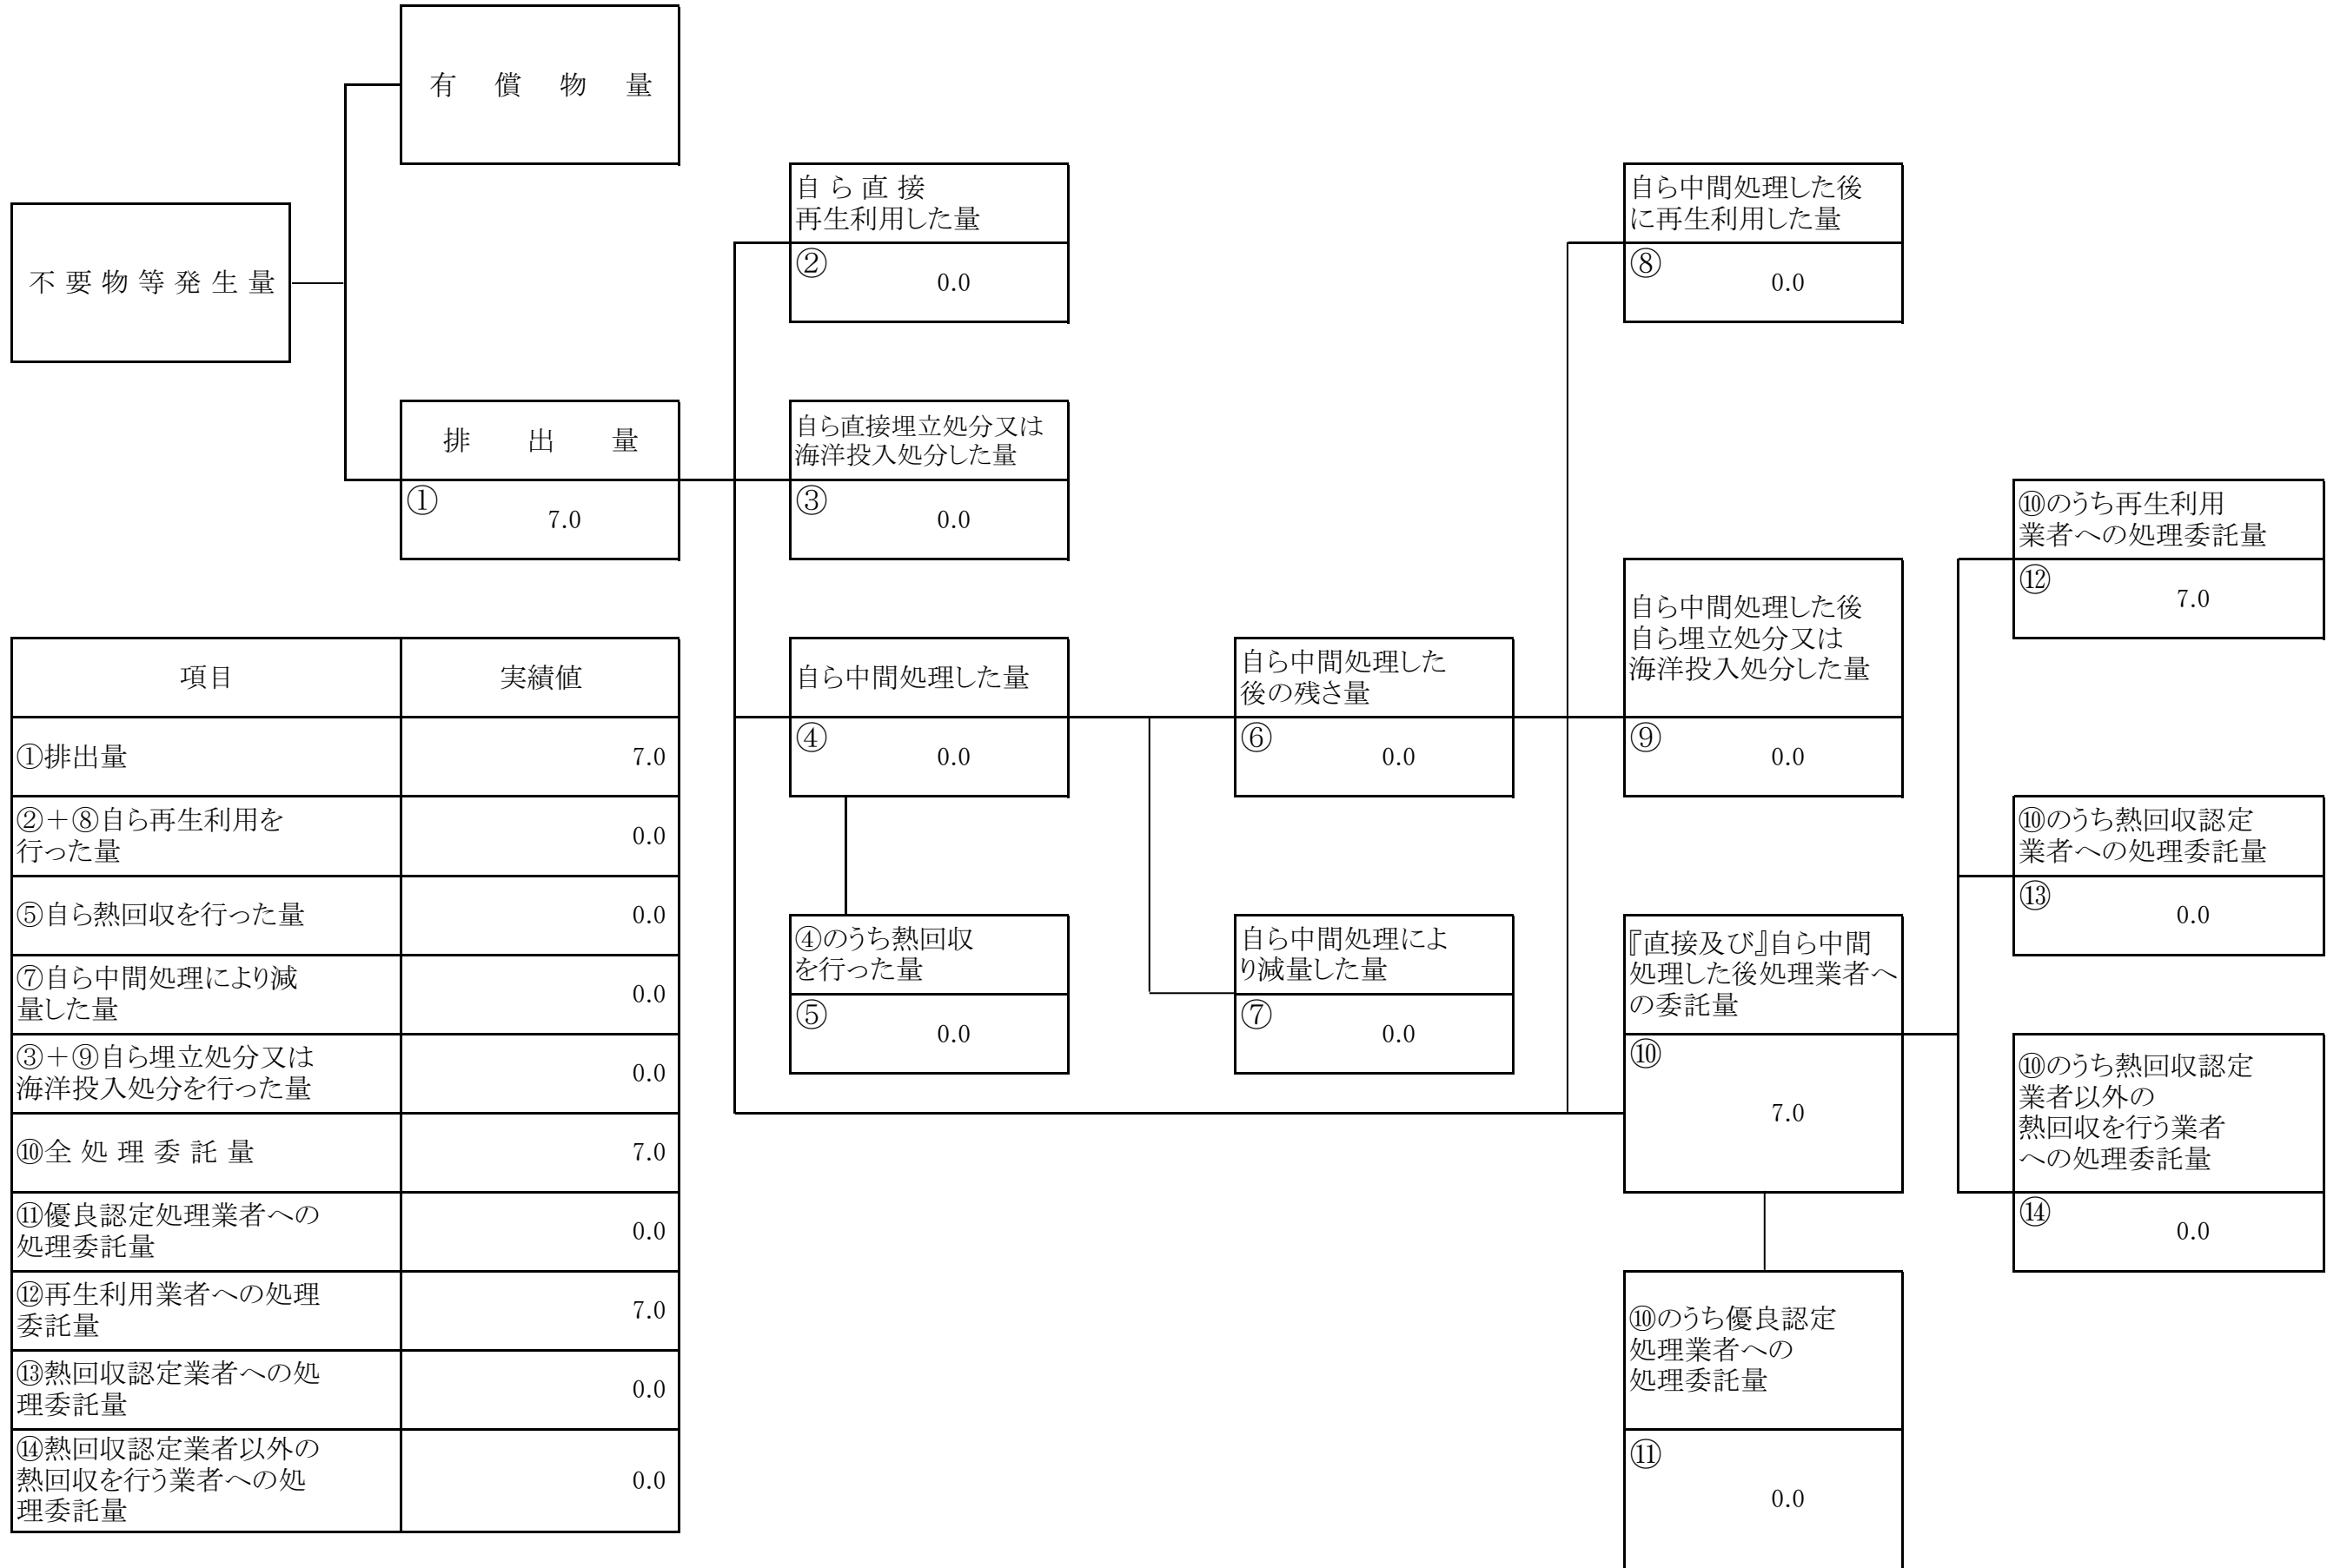 有 償 物 量
不 要 物 等 発 生 量
自 ら 直 接
再生利用した量
②
0.0
自ら中間処理した後
に再生利用した量
⑧
0.0
排 出 量
①
7.0
自ら直接埋立処分又は
海洋投入処分した量
③
0.0
⑩のうち再生利用
業者への処理委託量
⑫
7.0
自ら中間処理した量
④
0.0
自ら中間処理した
後の残さ量
⑥
0.0
自ら中間処理した後
自ら埋立処分又は
海洋投入処分した量
⑨
0.0
⑩のうち熱回収認定
業者への処理委託量
⑬
0.0
④のうち熱回収
を行った量
⑤
0.0
自ら中間処理によ
り減量した量
⑦
0.0
『直接及び』自ら中間
処理した後処理業者へ
の委託量
⑩
7.0
⑩のうち熱回収認定
業者以外の
熱回収を行う業者
への処理委託量
⑭
0.0
⑩のうち優良認定
処理業者への
処理委託量
⑪
0.0
項目 実績値
①排出量 7.0
②+⑧自ら再生利用を
行った量 0.0
⑤自ら熱回収を行った量 0.0
⑦自ら中間処理により減
量した量 0.0
③+⑨自ら埋立処分又は
海洋投入処分を行った量 0.0
⑩全 処 理 委 託 量 7.0
⑪優良認定処理業者への
処理委託量 0.0
⑫再生利用業者への処理
委託量 7.0
⑬熱回収認定業者への処
理委託量 0.0
⑭熱回収認定業者以外の
熱回収を行う業者への処
理委託量 0.0